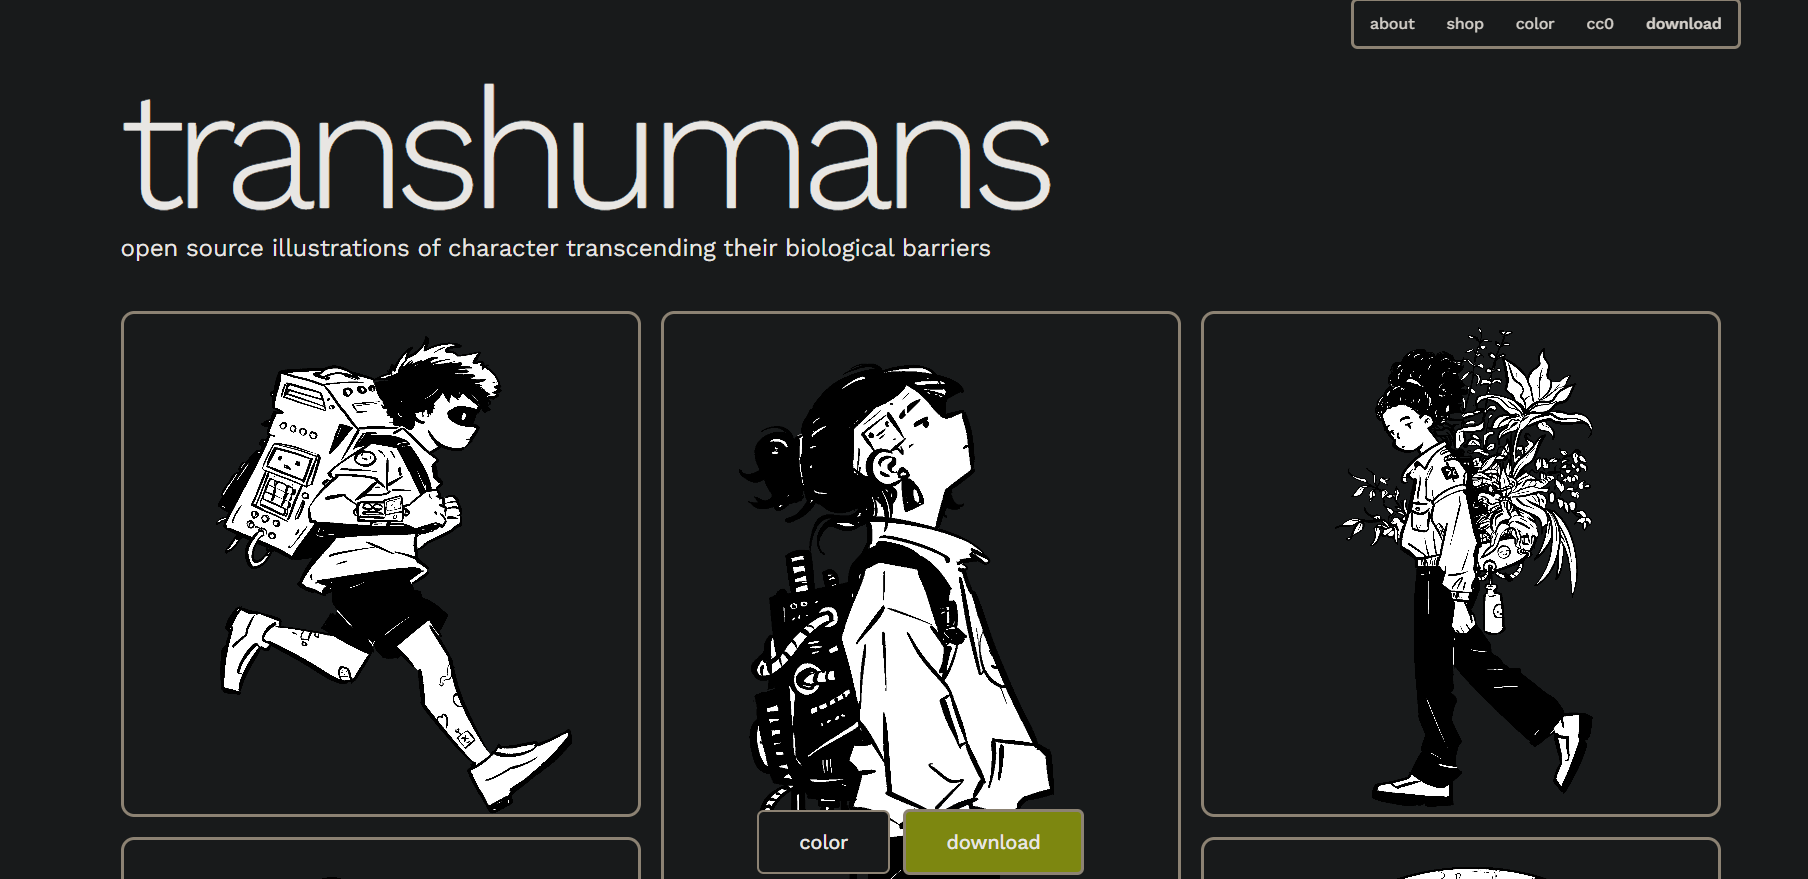 about shop color cc0 download
transhumans
open source illustrations of character transcending their biological barriers
color download